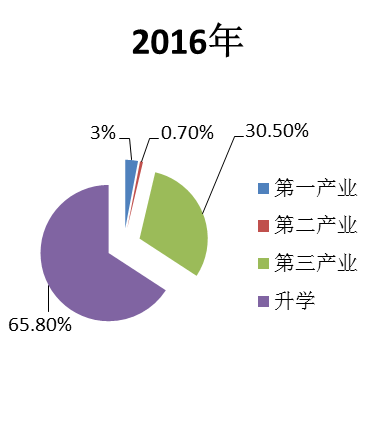 2016年
3%
0.70%
30.50%
第一产业
第二产业
第三产业
升学
65.80%